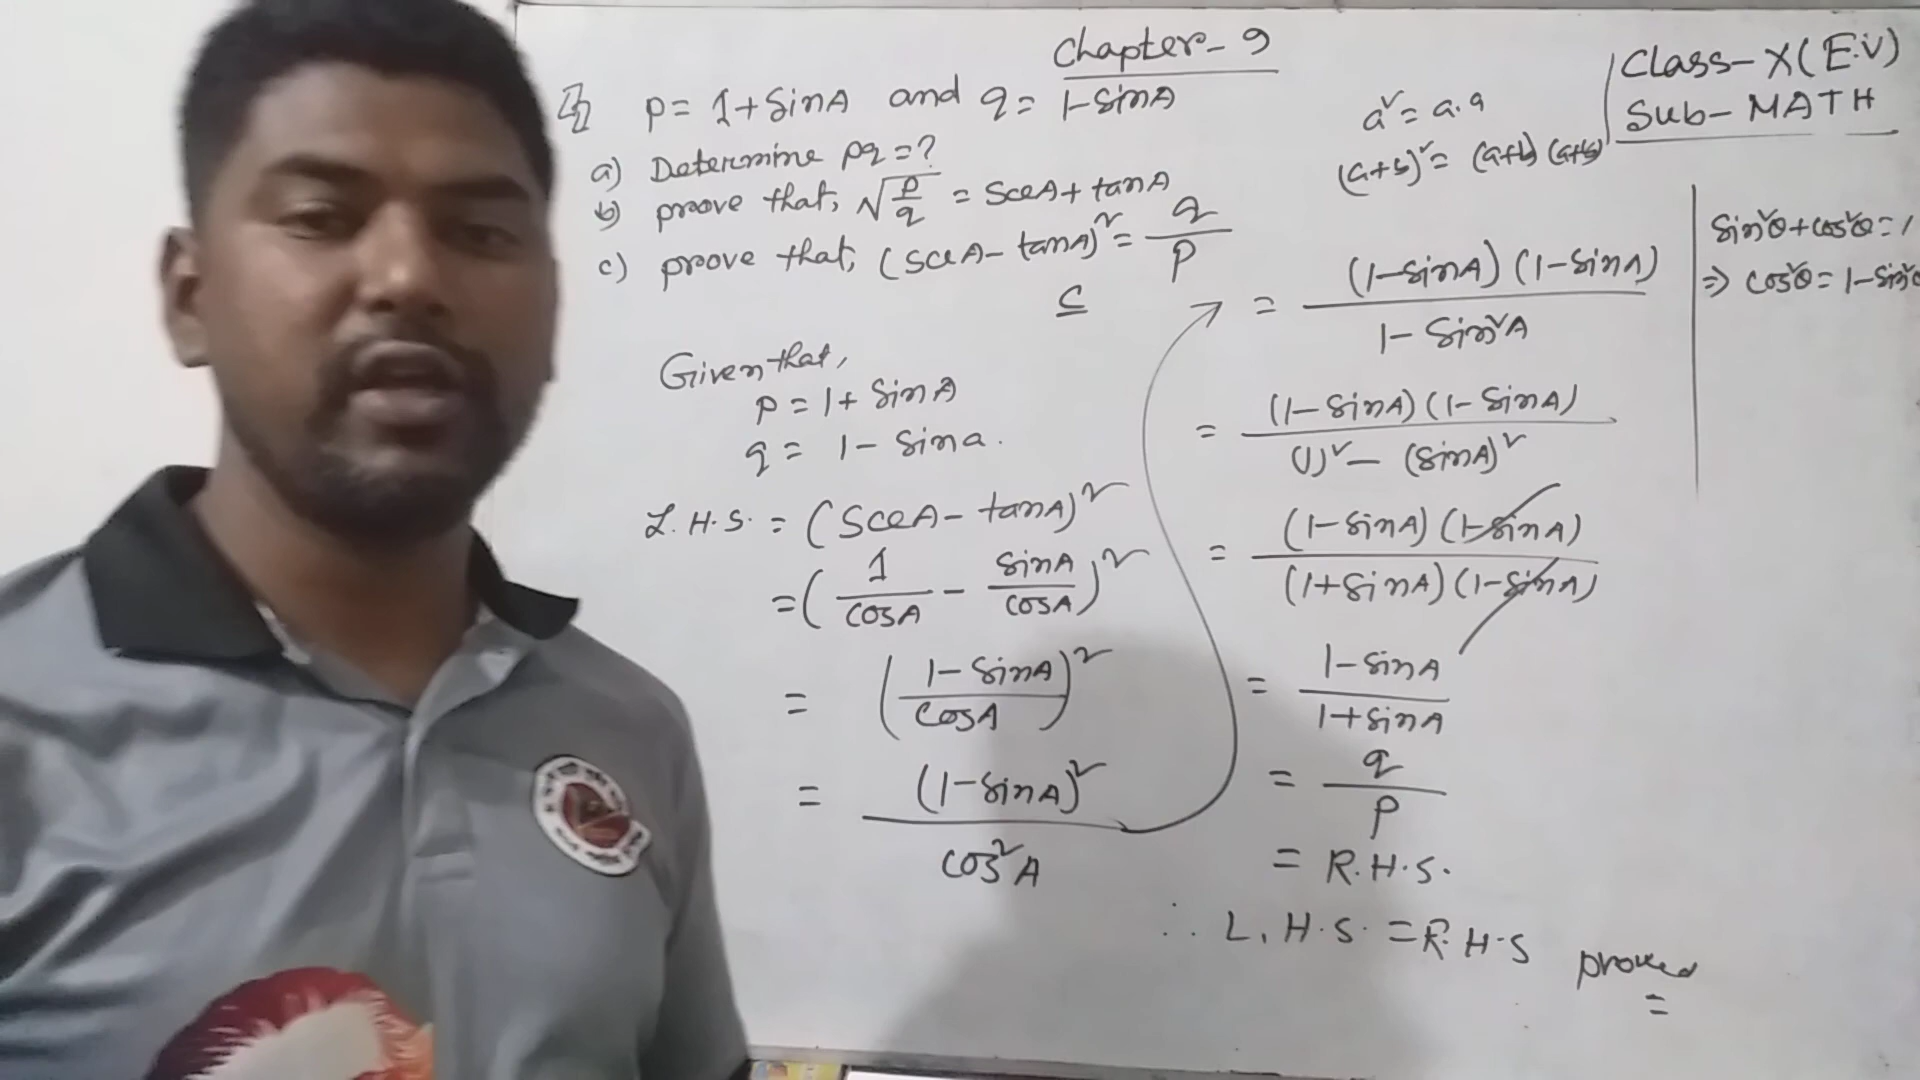 Chapter-9
Class-X(E.V)
Sub-MATH
p = 1+sinA and q = 1-sinA
a) Determine pq=?
b) proove that, √(p/q) = SecA+tanA
c) proove that, (secA-tanA)² = q/p
a² = a.a
(a+b)² = (a+b)(a+b)
sin²θ+cos²θ=1
⇒ cos²θ = 1-sin²θ
C
Given that,
p = 1+sinA
q = 1-sina.
L.H.S. = (SecA-tanA)²
= (1/cosA - sinA/cosA)²
= ((1-sinA)/cosA)²
= (1-sinA)²/cos²A
= (1-sinA)(1-sinA)/1-sin²A
= (1-sinA)(1-sinA)/(1)²-(sinA)²
= (1-sinA)(1-sinA)/(1+sinA)(1-sinA)
= 1-sinA/1+sinA
= q/p
= R.H.S.
∴ L.H.S. = R.H.S proved